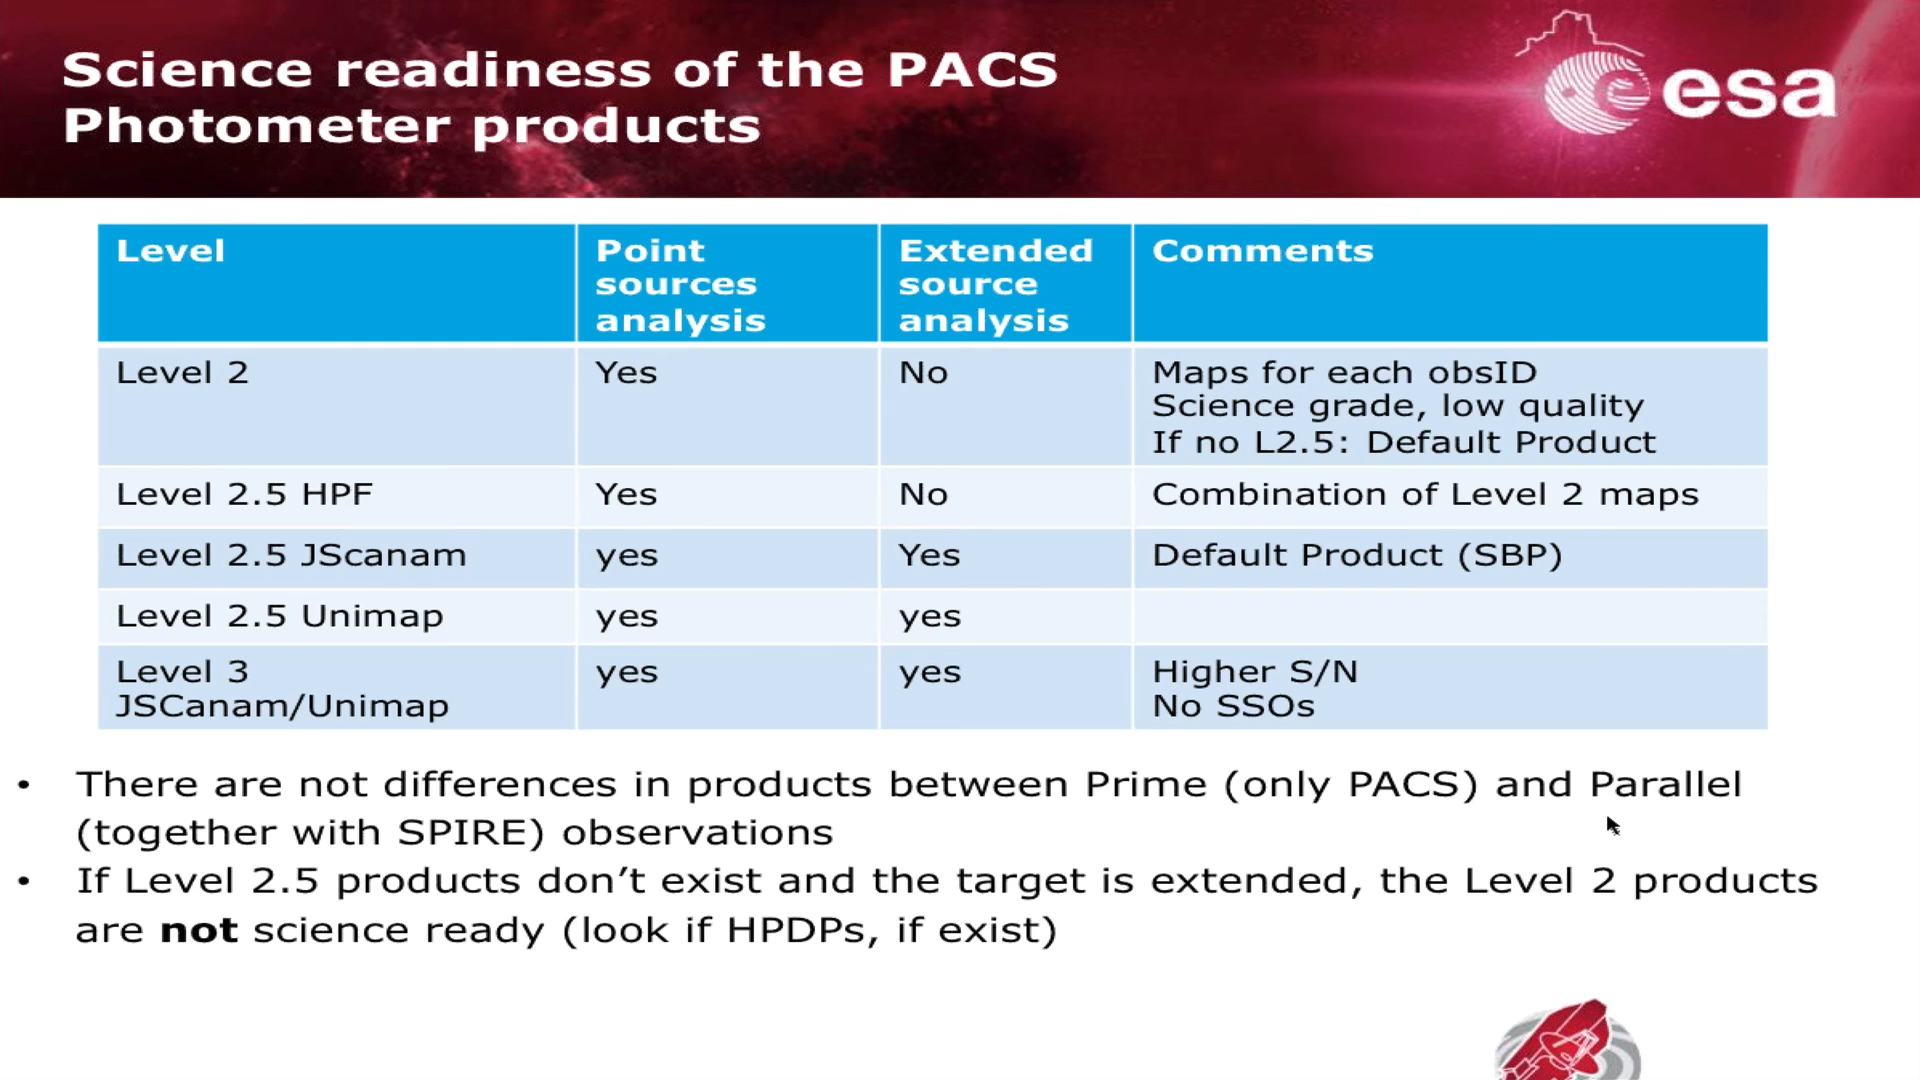 Science readiness of the PACS
Photometer products
esa
Level
Point
sources
analysis
Extended
source
analysis
Comments
Level 2
Yes
No
Maps for each obsID
Science grade, low quality
If no L2.5: Default Product
Level 2.5 HPF
Yes
No
Combination of Level 2 maps
Level 2.5 JScanam
yes
Yes
Default Product (SBP)
Level 2.5 Unimap
yes
yes
Level 3
JSCanam/Unimap
yes
yes
Higher S/N
No SSOs
• There are not differences in products between Prime (only PACS) and Parallel
(together with SPIRE) observations
• If Level 2.5 products don’t exist and the target is extended, the Level 2 products
are not science ready (look if HPDPs, if exist)